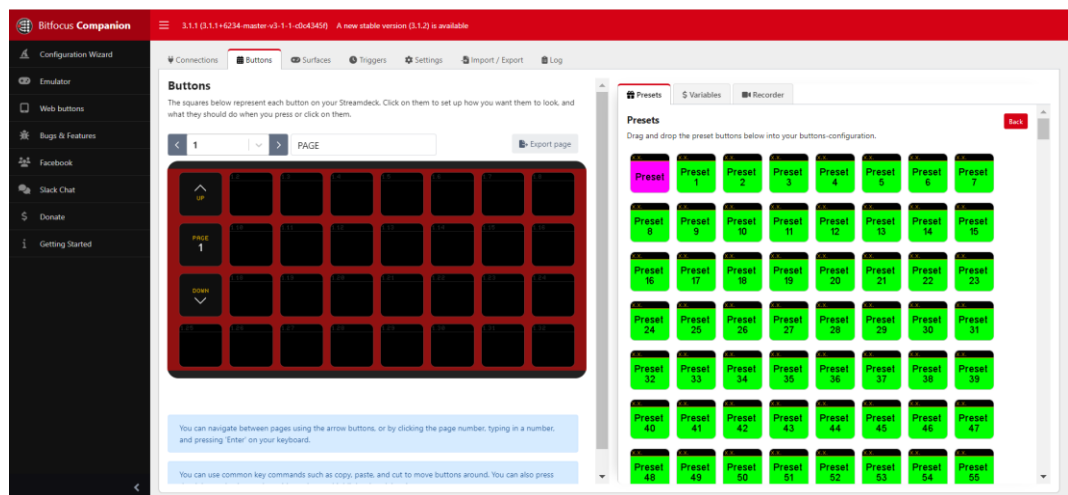 Bitfocus Companion
3.1.1 (3.1.1+6234-master-v3-1-1-c0c4345f) A new stable version (3.1.2) is available
Configuration Wizard
Emulator
Web buttons
Bugs & Features
Facebook
Slack Chat
Donate
Getting Started
Connections Buttons Surfaces Triggers Settings Import / Export Log
Buttons
The squares below represent each button on your Streamdeck. Click on them to set up how you want them to look, and
what they should do when you press or click on them.
1 PAGE Export page
UP
PAGE
1
DOWN
You can navigate between pages using the arrow buttons, or by clicking the page number, typing in a number,
and pressing 'Enter' on your keyboard.
You can use common key commands such as copy, paste, and cut to move buttons around. You can also press
Presets $ Variables Recorder
Presets Back
Drag and drop the preset buttons below into your buttons-configuration.
Preset Preset Preset Preset Preset Preset Preset Preset
1 2 3 4 5 6 7
Preset Preset Preset Preset Preset Preset Preset Preset
8 9 10 11 12 13 14 15
Preset Preset Preset Preset Preset Preset Preset Preset
16 17 18 19 20 21 22 23
Preset Preset Preset Preset Preset Preset Preset Preset
24 25 26 27 28 29 30 31
Preset Preset Preset Preset Preset Preset Preset Preset
32 33 34 35 36 37 38 39
Preset Preset Preset Preset Preset Preset Preset Preset
40 41 42 43 44 45 46 47
Preset Preset Preset Preset Preset Preset Preset Preset
48 49 50 51 52 53 54 55